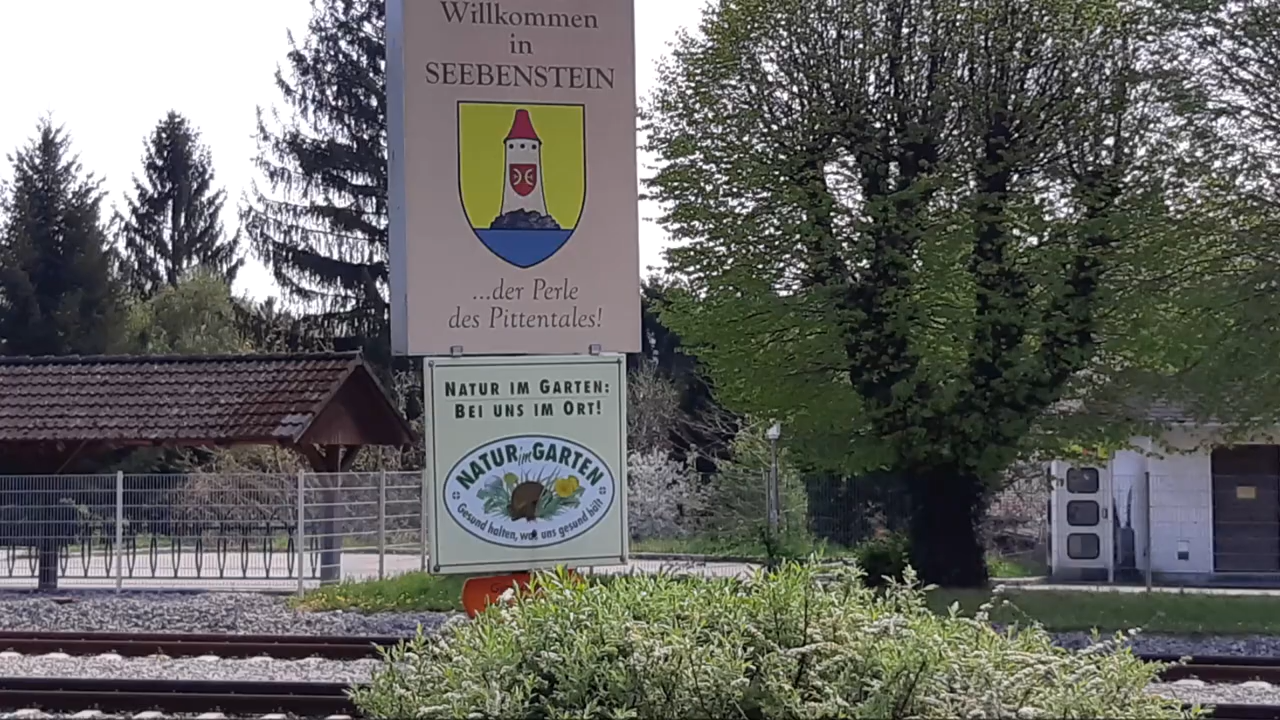 Willkommen
in
SEEBENSTEIN
...der Perle
des Pittentales!
NATUR IM GARTEN:
BEI UNS IM ORT!
NATUR im GARTEN
Gesund halten, was uns gesund hält